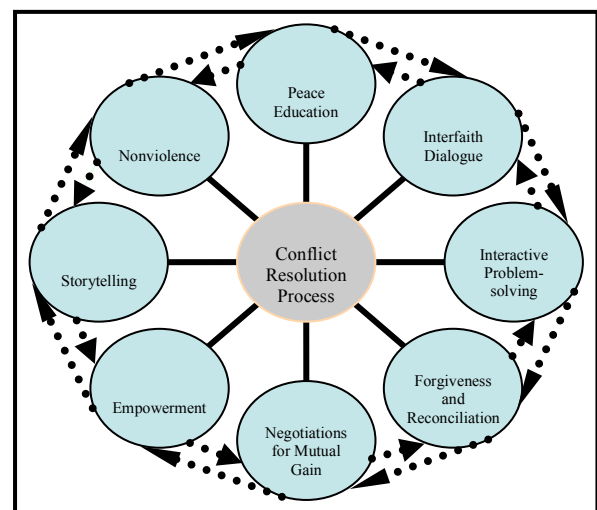 Peace
Education
Interfaith
Dialogue
Interactive
Problem-
solving
Forgiveness
and
Reconciliation
Negotiations
for Mutual
Gain
Empowerment
Storytelling
Nonviolence
Conflict
Resolution
Process